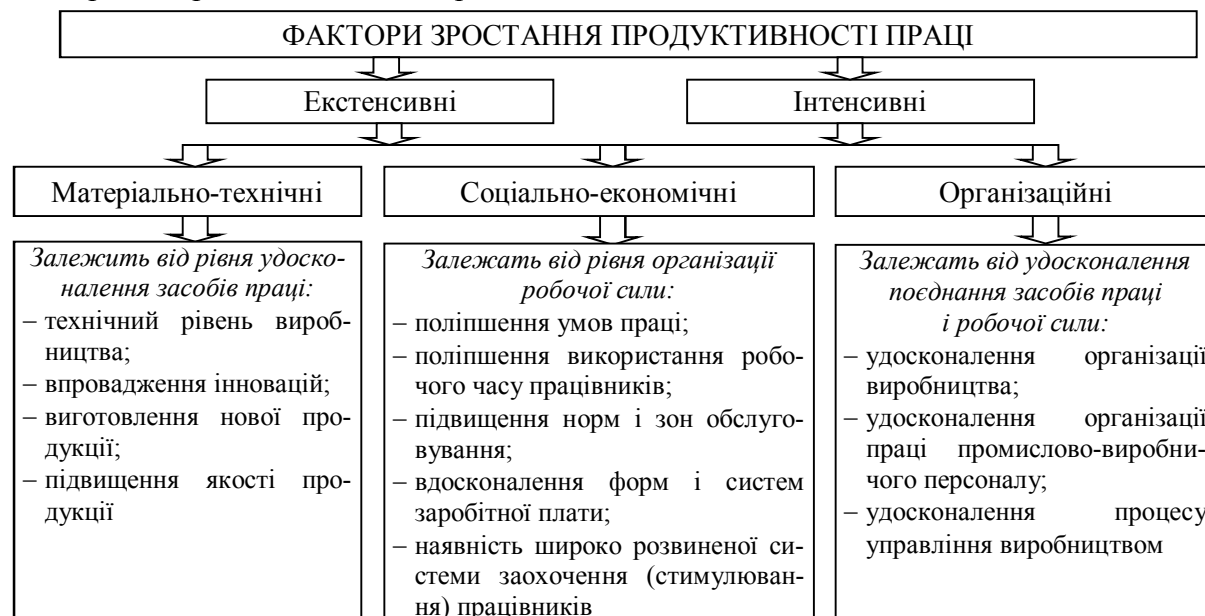 ФАКТОРИ ЗРОСТАННЯ ПРОДУКТИВНОСТІ ПРАЦІ
Екстенсивні
Інтенсивні
Матеріально-технічні
Соціально-економічні
Організаційні
Залежить від рівня удоско-
налення засобів праці:
– технічний рівень вироб-
ництва;
– впровадження інновацій;
– виготовлення нової про-
дукції;
– підвищення якості про-
дукції
Залежать від рівня організації
робочої сили:
– поліпшення умов праці;
– поліпшення використання робо-
чого часу працівників;
– підвищення норм і зон обслуго-
вування;
– вдосконалення форм і систем
заробітної плати;
– наявність широко розвиненої си-
стеми заохочення (стимулюван-
ня) працівників
Залежать від удосконалення
поєднання засобів праці
і робочої сили:
– удосконалення організації
виробництва;
– удосконалення організації
праці промислово-виробни-
чого персоналу;
– удосконалення процесу
управління виробництвом